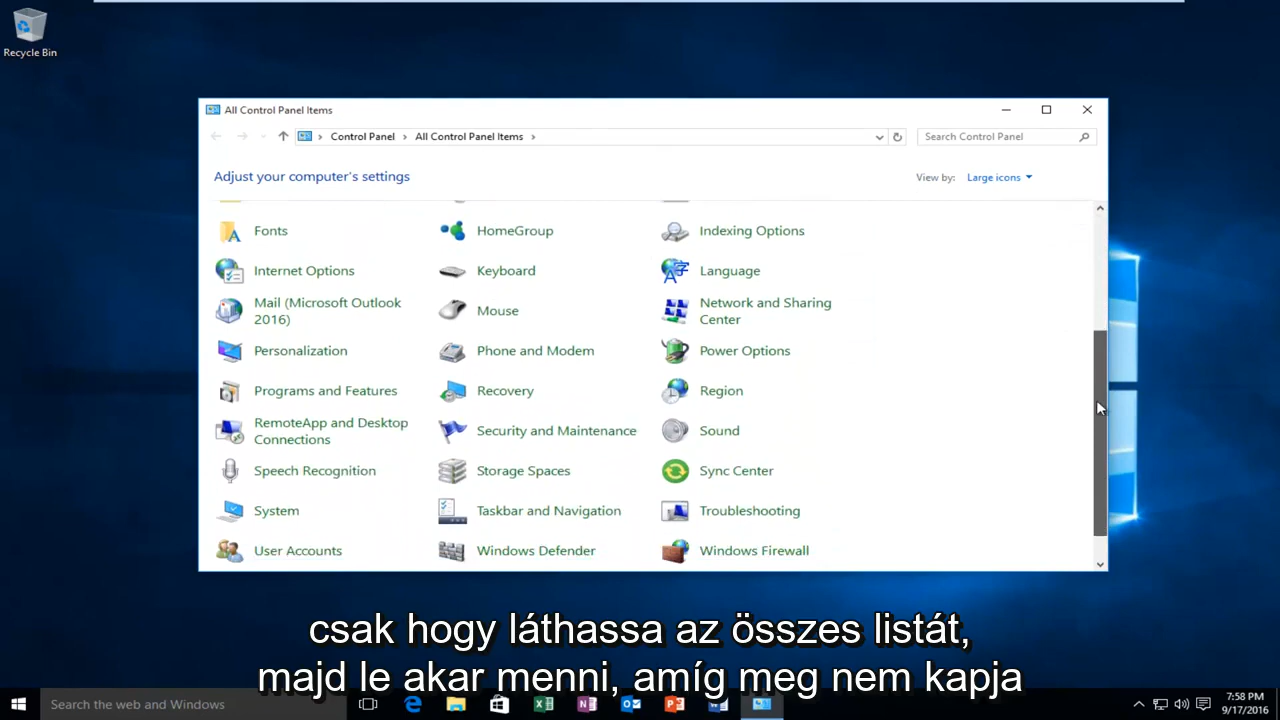 Recycle Bin
All Control Panel Items
Control Panel
All Control Panel Items
Search Control Panel
Adjust your computer's settings
View by:
Large icons
Fonts
HomeGroup
Indexing Options
Internet Options
Keyboard
Language
Mail (Microsoft Outlook
2016)
Mouse
Network and Sharing
Center
Personalization
Phone and Modem
Power Options
Programs and Features
Recovery
Region
RemoteApp and Desktop
Connections
Security and Maintenance
Sound
Speech Recognition
Storage Spaces
Sync Center
System
Taskbar and Navigation
Troubleshooting
User Accounts
Windows Defender
Windows Firewall
csak hogy láthassa az összes listát,
majd le akar menni, amíg meg nem kapja
Search the web and Windows
7:58 PM
9/17/2016